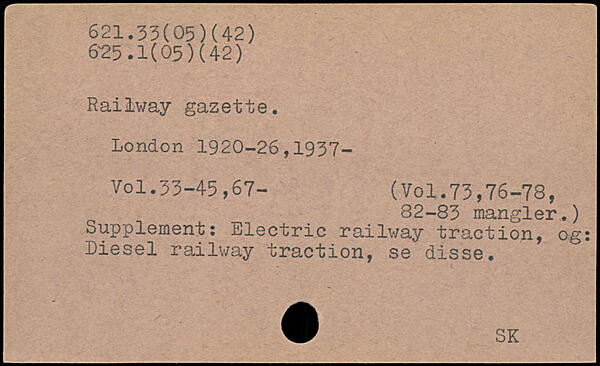 621.33(05)(42)
625.1(05)(42)
Railway gazette.
London 1920-26,1937-
Vol.33-45,67- (Vol.73,76-78,
82-83 mangler.)
Supplement: Electric railway traction, og:
Diesel railway traction, se disse.
SK